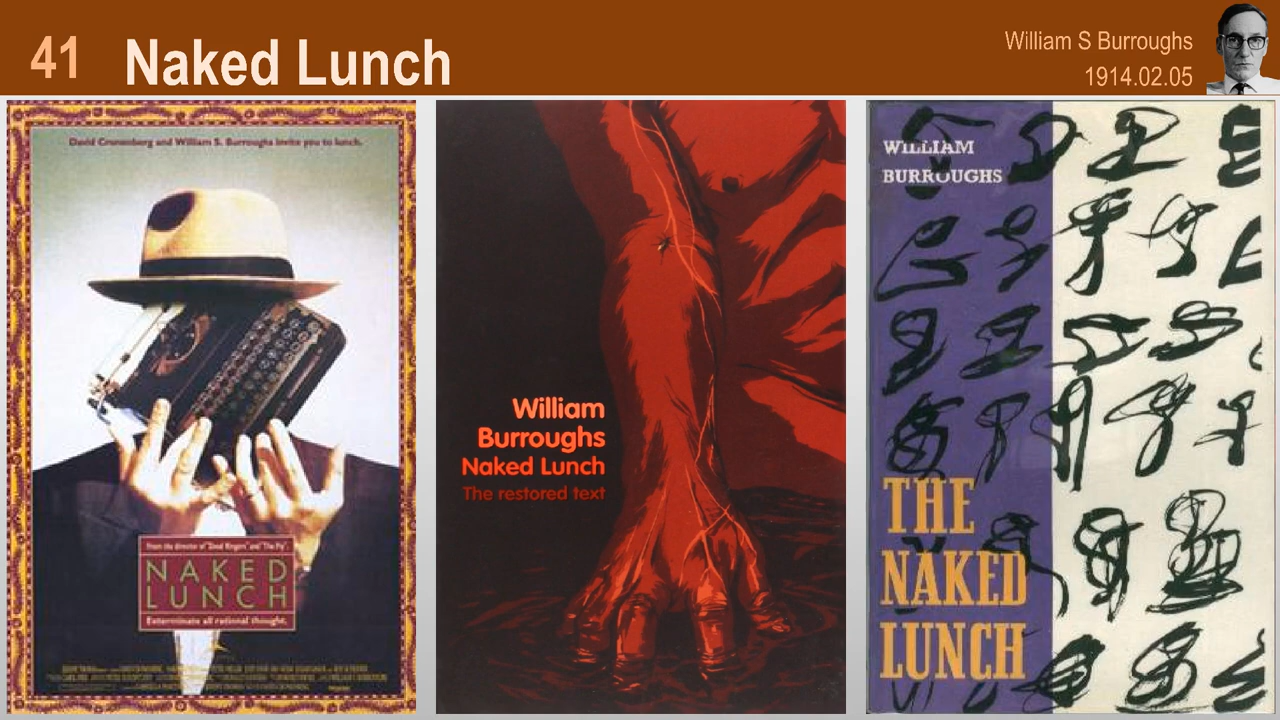 41 Naked Lunch
William S Burroughs
1914.02.05
David Cronenberg and William S. Burroughs invite you to lunch.
From the director of "Dead Ringers" and "The Fly".
NAKED
LUNCH
Exterminate all rational thought.
William
Burroughs
Naked Lunch
The restored text
WILLIAM
BURROUGHS
THE
NAKED
LUNCH